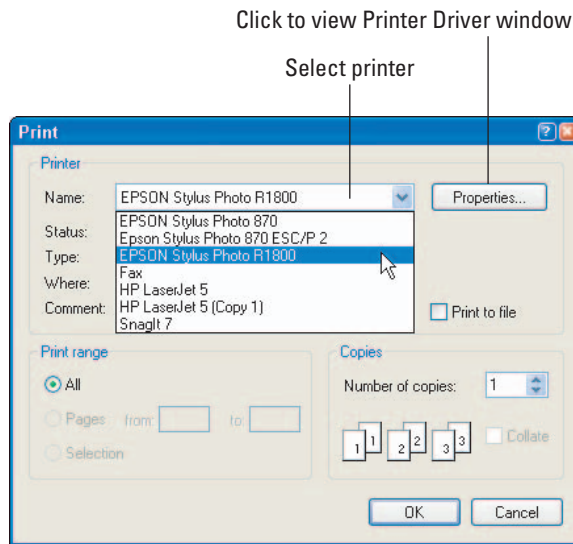 Click to view Printer Driver window
Select printer
Print
Printer
Name: EPSON Stylus Photo R1800 Properties...
EPSON Stylus Photo 870
Status: Epson Stylus Photo 870 ESC/P 2
Type: EPSON Stylus Photo R1800
Fax
Where: HP LaserJet 5
Comment: HP LaserJet 5 (Copy 1) Print to file
SnagIt 7
Print range
All
Pages from: to:
Selection
Copies
Number of copies: 1
1 1 2 2 3 3 Collate
OK Cancel